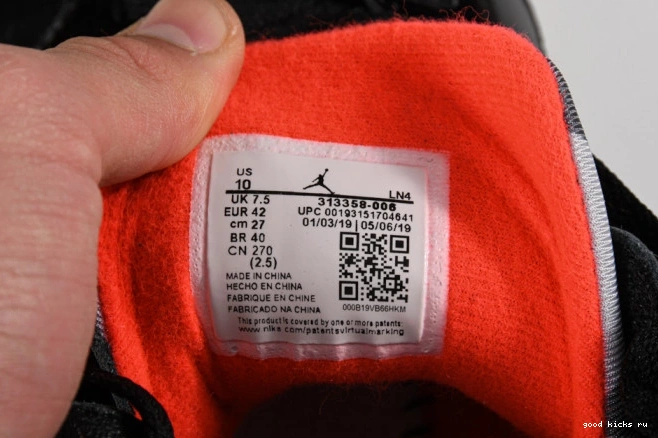 US
10
LN4
UK 7.5
313358-006
EUR 42
UPC 00193151704641
cm 27
01/03/19 | 05/06/19
BR 40
CN 270
(2.5)
MADE IN CHINA
HECHO EN CHINA
FABRIQUE EN CHINE
FABRICADO NA CHINA
000B19VB66HKM
This product is covered by one or more patents:
www.nike.com/patentsvirtualmarking
good kicks ru